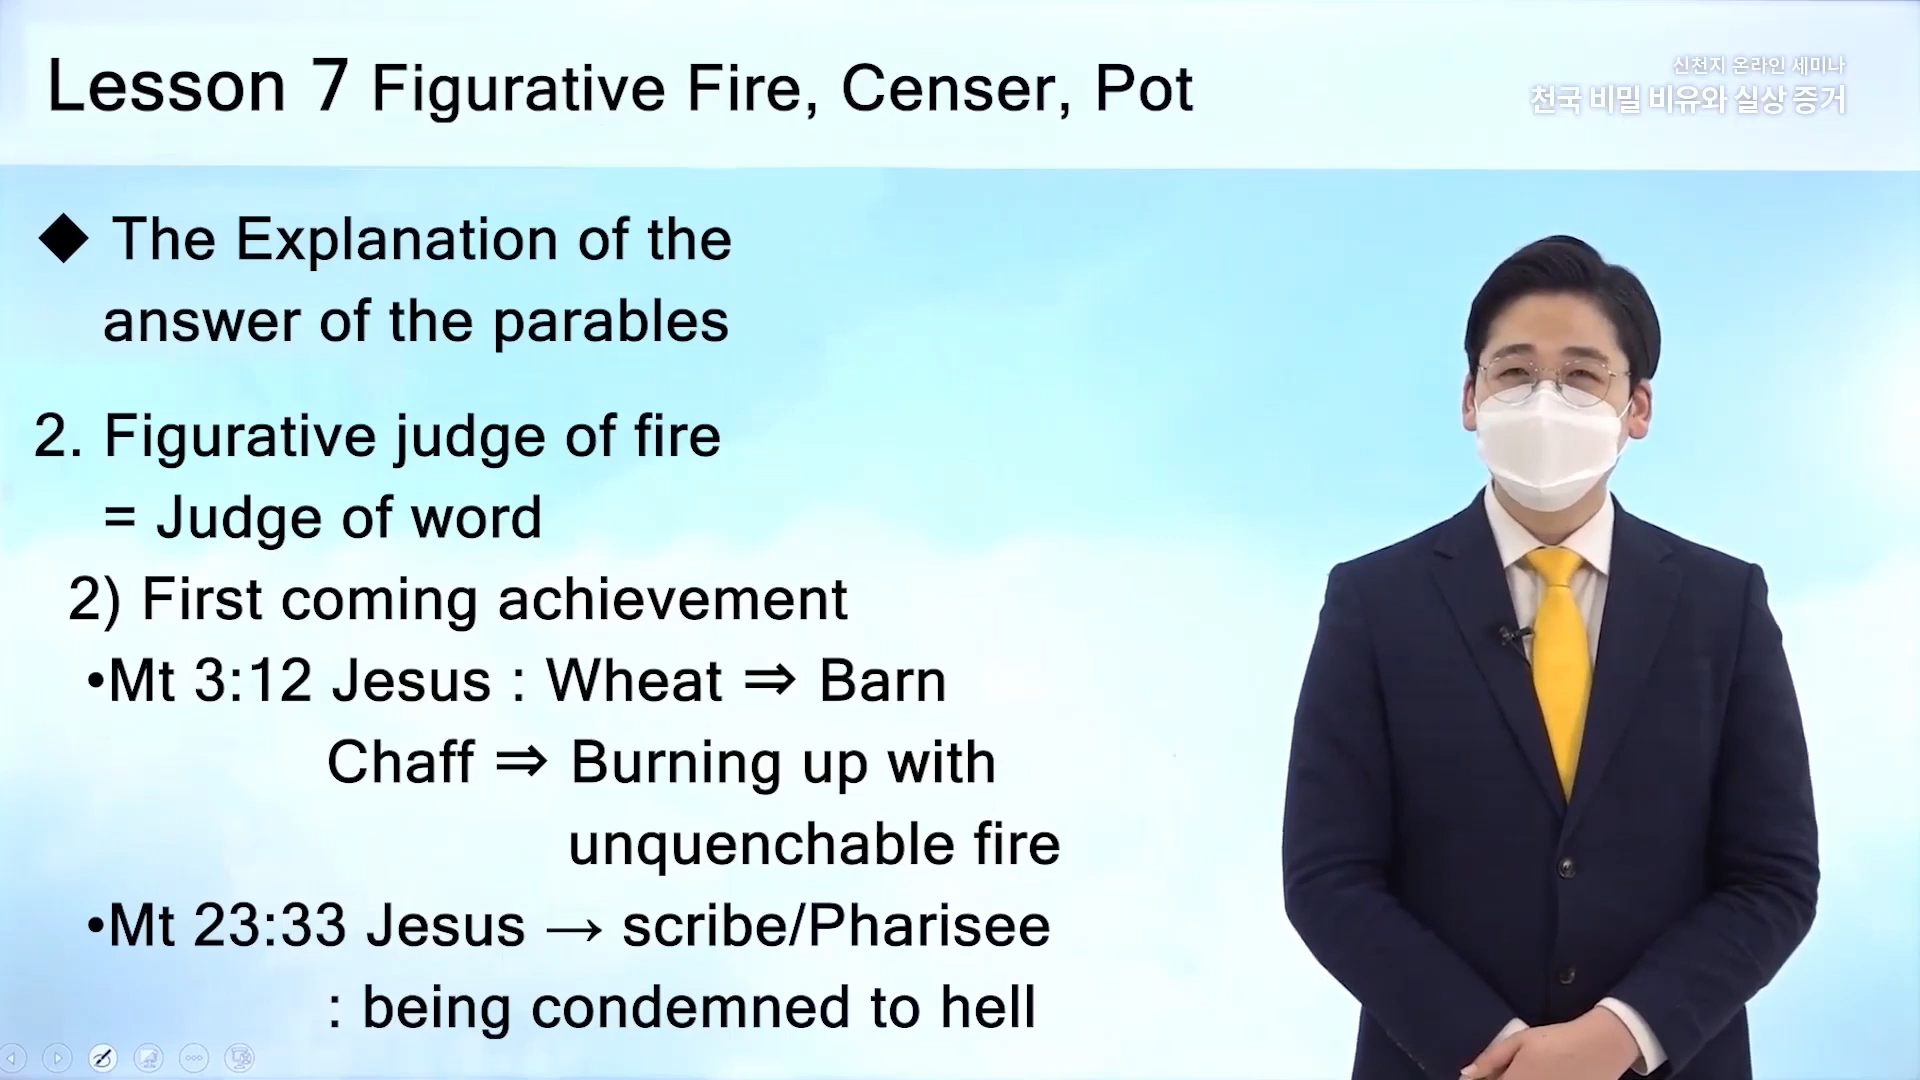 Lesson 7 Figurative Fire, Censer, Pot
신천지 온라인 세미나
천국 비밀 비유와 실상 증거
◆ The Explanation of the
answer of the parables
2. Figurative judge of fire
= Judge of word
2) First coming achievement
•Mt 3:12 Jesus : Wheat ⇒ Barn
Chaff ⇒ Burning up with
unquenchable fire
•Mt 23:33 Jesus → scribe/Pharisee
: being condemned to hell